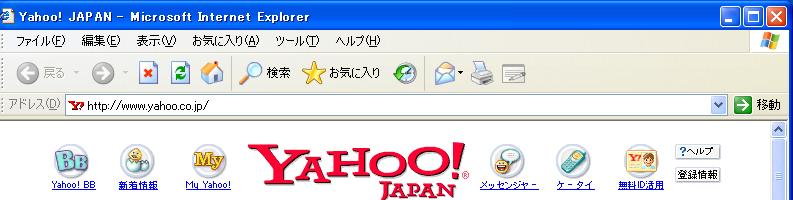 Yahoo! JAPAN - Microsoft Internet Explorer
ファイル(F) 編集(E) 表示(V) お気に入り(A) ツール(T) ヘルプ(H)
戻る 検索 お気に入り
アドレス(D) Y! http://www.yahoo.co.jp/ 移動
BB My YAHOO! JAPAN ® Y! ?ヘルプ
Yahoo! BB 新着情報 My Yahoo! メッセンジャー ケータイ 無料ID活用 登録情報